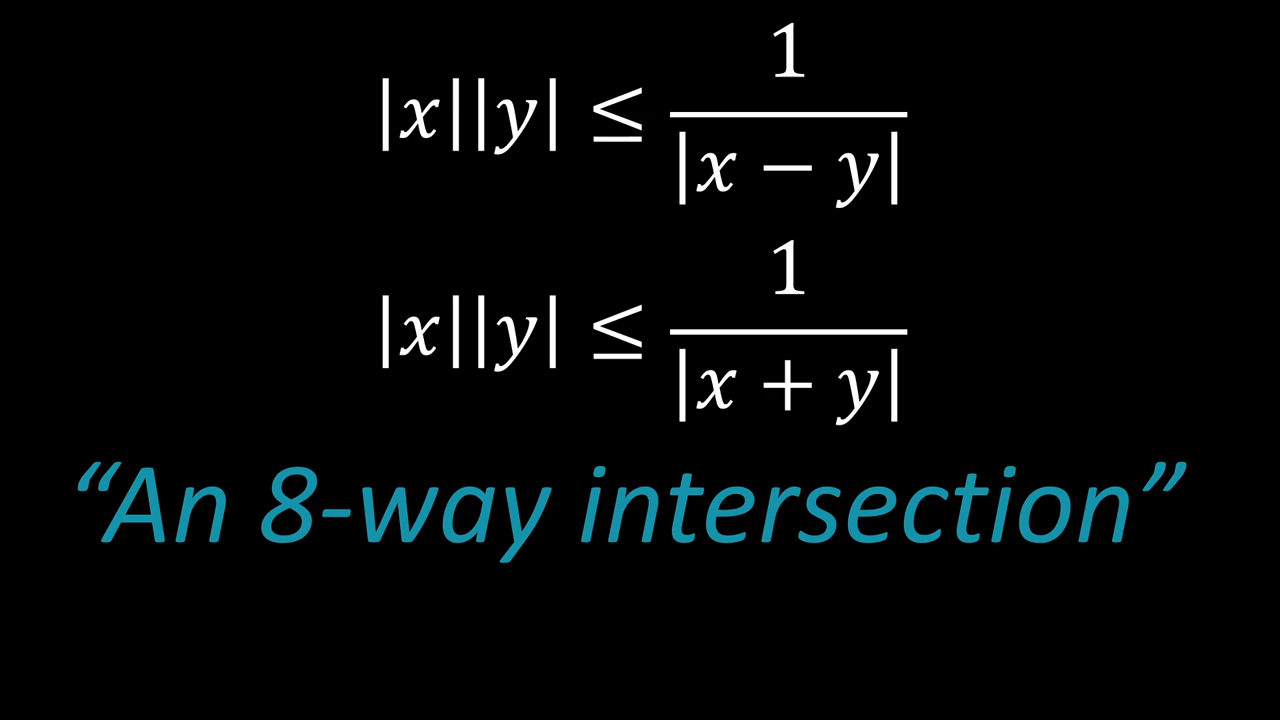 |x||y| ≤ 1/|x − y|
|x||y| ≤ 1/|x + y|
“An 8-way intersection”